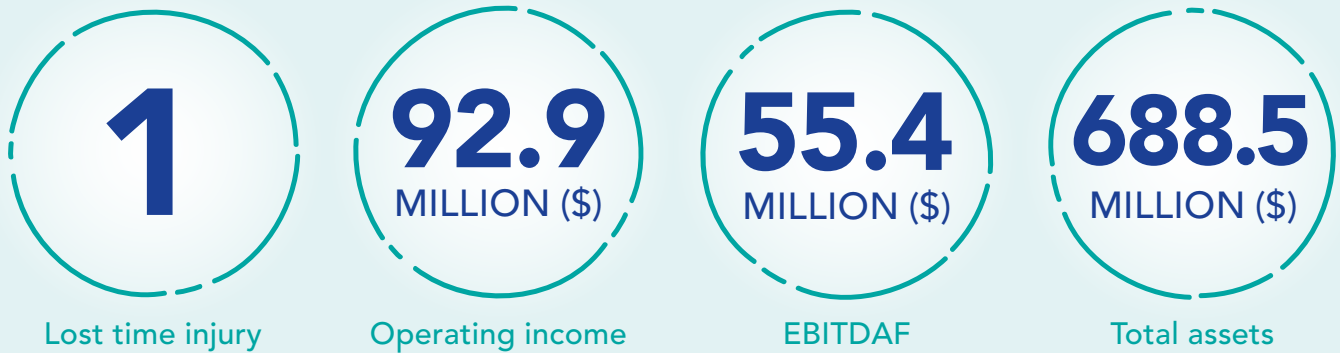 1
Lost time injury
92.9
MILLION ($)
Operating income
55.4
MILLION ($)
EBITDAF
688.5
MILLION ($)
Total assets